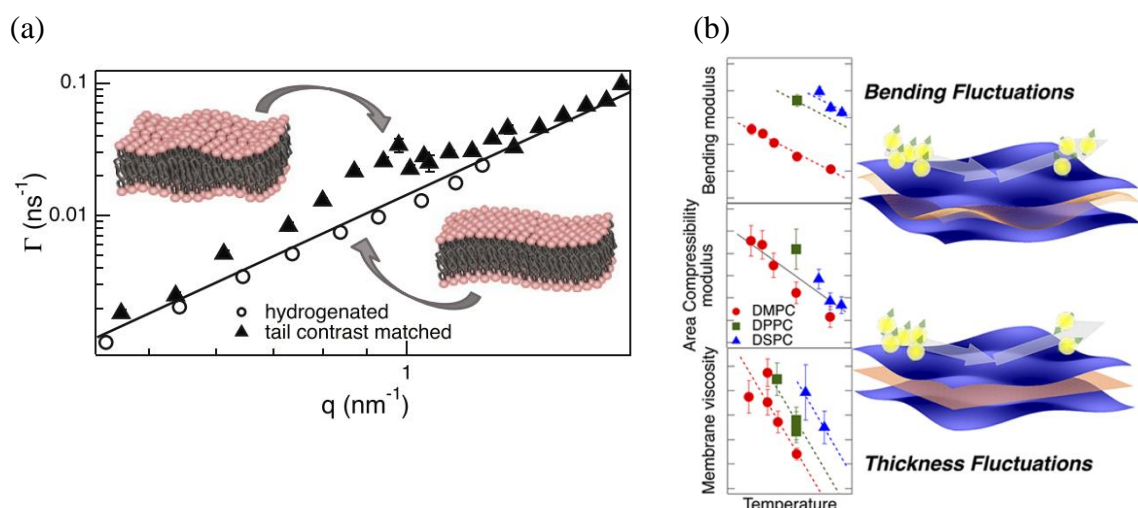 (a)
0.1
0.01
Γ (ns⁻¹)
hydrogenated
tail contrast matched
1
q (nm⁻¹)
(b)
Bending modulus
Area Compressibility
modulus
Membrane viscosity
DMPC
DPPC
DSPC
Temperature
Bending Fluctuations
Thickness Fluctuations